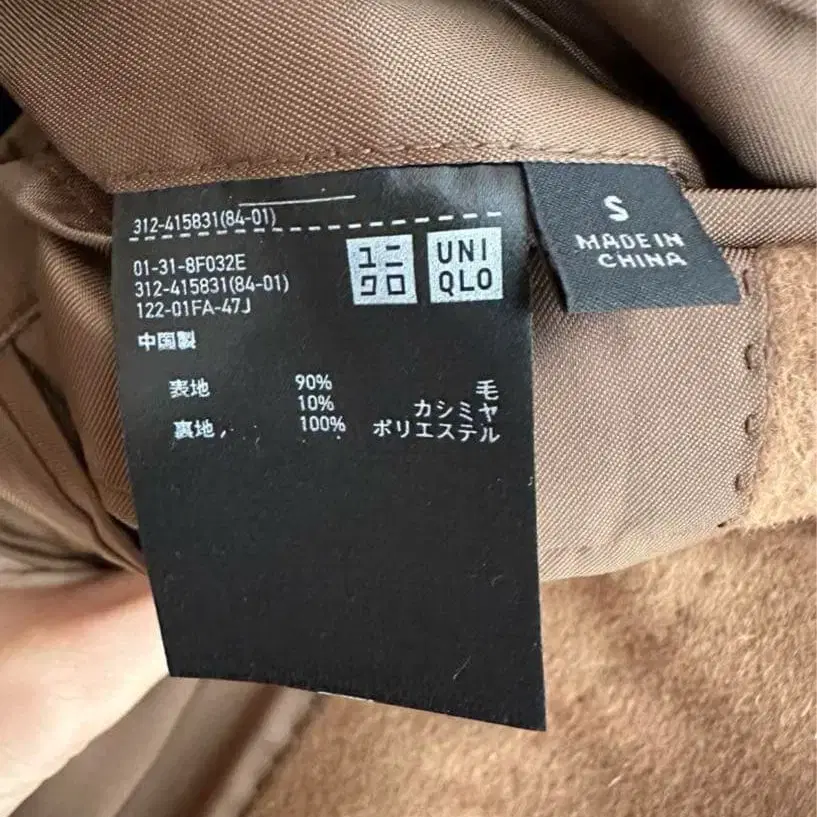 312-415831(84-01)
01-31-8F032E
312-415831(84-01)
122-01FA-47J
中国製
ユニ
クロ
UNI
QLO
表地 90% 毛
10% カシミヤ
裏地, 100% ポリエステル
S
MADE IN
CHINA